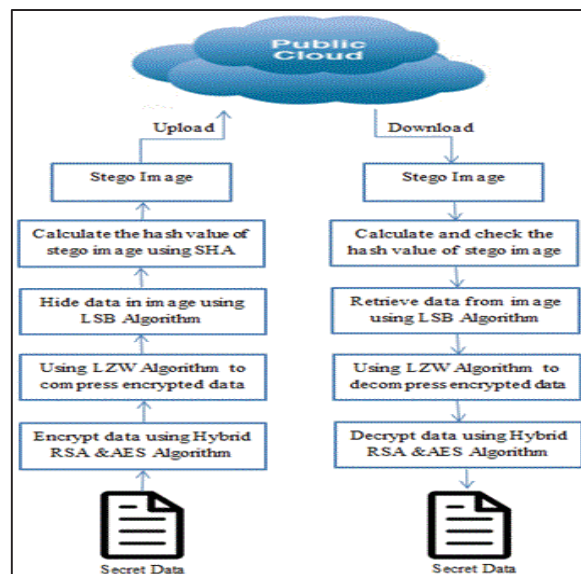 Public
Cloud
Upload
Download
Stego Image
Stego Image
Calculate the hash value of
stego image using SHA
Calculate and check the
hash value of stego image
Hide data in image using
LSB Algorithm
Retrieve data from image
using LSB Algorithm
Using LZW Algorithm to
compress encrypted data
Using LZW Algorithm to
decompress encrypted data
Encrypt data using Hybrid
RSA &AES Algorithm
Decrypt data using Hybrid
RSA &AES Algorithm
Secret Data
Secret Data